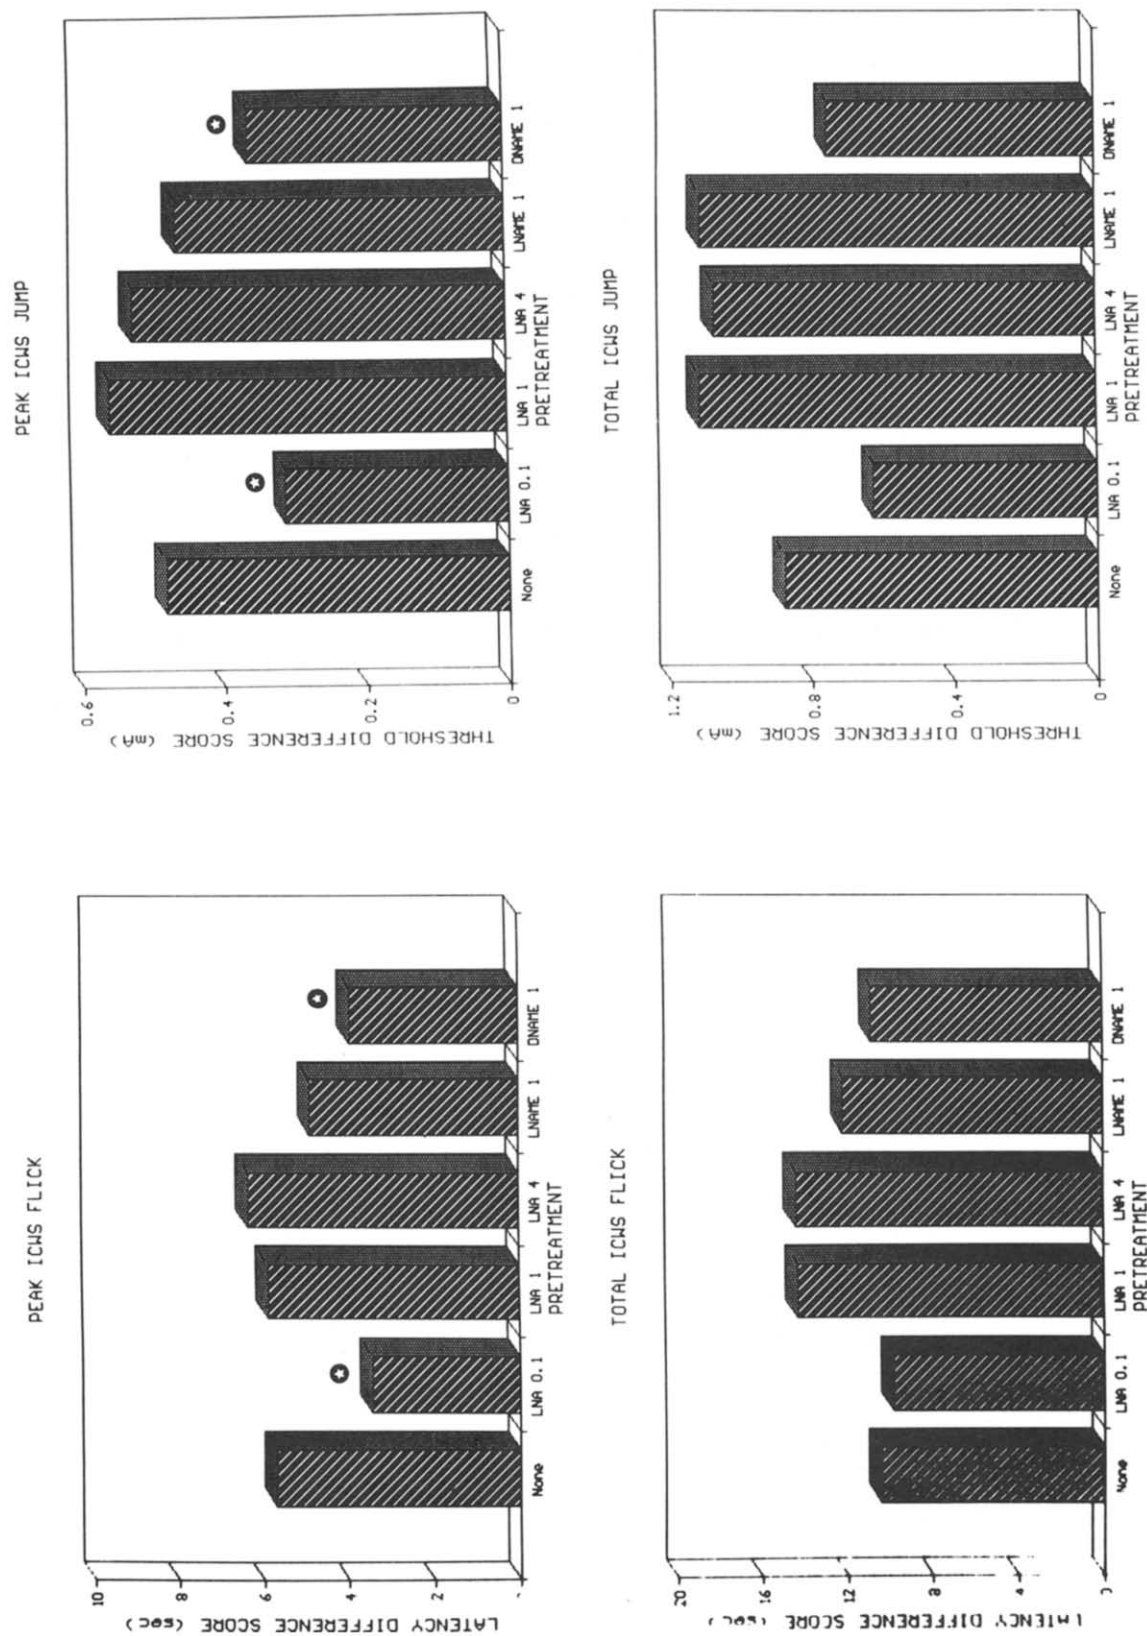 PEAK ICWS FLICK
LATENCY DIFFERENCE SCORE (sec)
10
8
6
4
2
None
LNA 0.1
LNA 1
LNA 4
LNAME 1
DNAME 1
PRETREATMENT
PEAK ICWS JUMP
THRESHOLD DIFFERENCE SCORE (mA)
0.6
0.4
0.2
0
None
LNA 0.1
LNA 1
LNA 4
LNAME 1
DNAME 1
PRETREATMENT
TOTAL ICWS FLICK
LATENCY DIFFERENCE SCORE (sec)
20
16
12
8
4
0
None
LNA 0.1
LNA 1
LNA 4
LNAME 1
DNAME 1
PRETREATMENT
TOTAL ICWS JUMP
THRESHOLD DIFFERENCE SCORE (mA)
1.2
0.8
0.4
0
None
LNA 0.1
LNA 1
LNA 4
LNAME 1
DNAME 1
PRETREATMENT